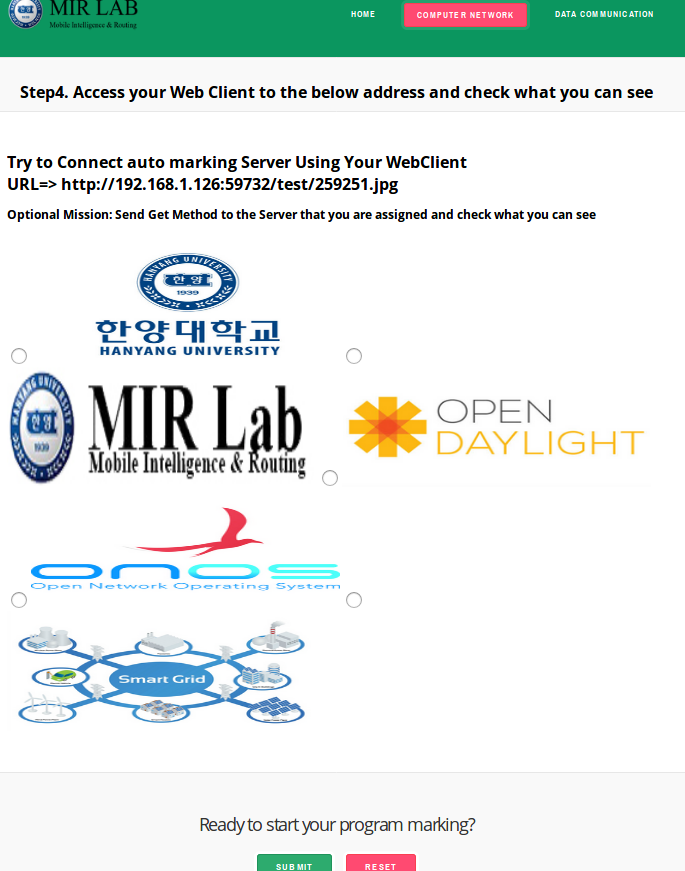 MIR LAB
Mobile Intelligence & Routing
HOME
COMPUTER NETWORK
DATA COMMUNICATION
Step4. Access your Web Client to the below address and check what you can see
Try to Connect auto marking Server Using Your WebClient
URL=> http://192.168.1.126:59732/test/259251.jpg
Optional Mission: Send Get Method to the Server that you are assigned and check what you can see
HANYANG UNIVERSITY
한양
1939
한양대학교
HANYANG UNIVERSITY
HANYANG UNIVERSITY
한양
1939
MIR Lab
Mobile Intelligence & Routing
OPEN
DAYLIGHT
onos
Open Network Operating System
Smart Grid
Ready to start your program marking?
SUBMIT
RESET